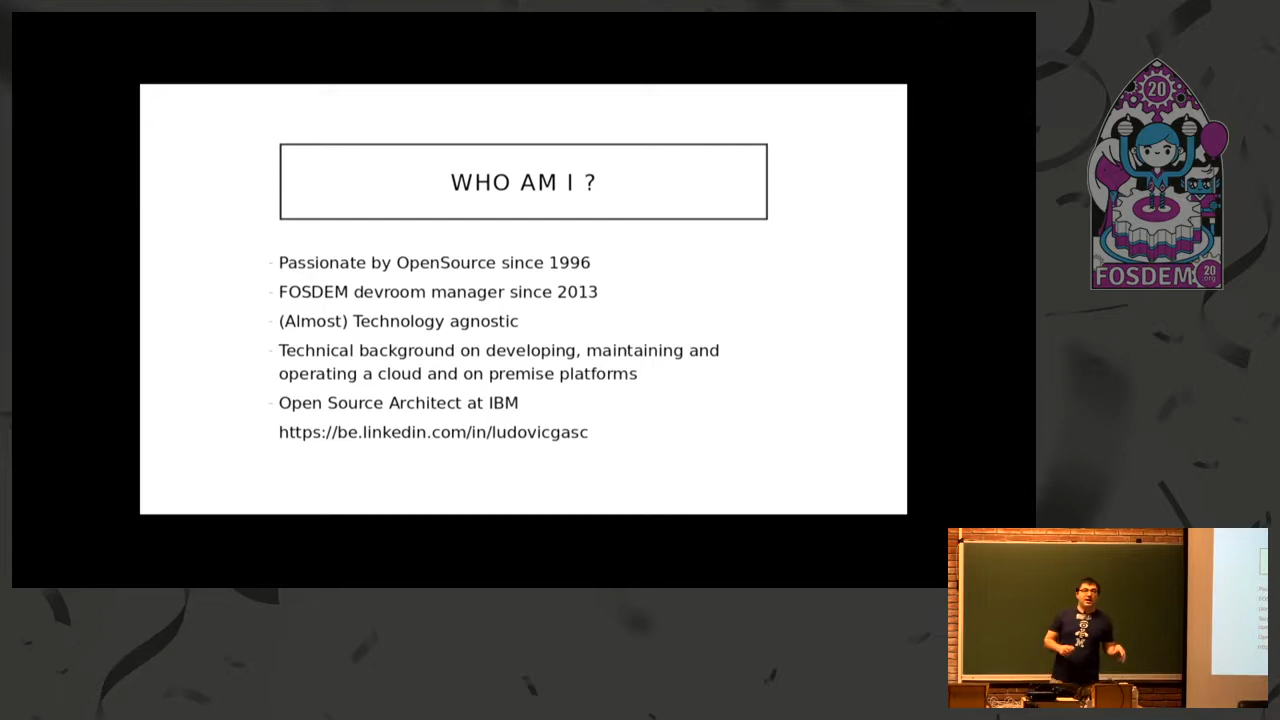 WHO AM I ?
- Passionate by OpenSource since 1996
- FOSDEM devroom manager since 2013
- (Almost) Technology agnostic
- Technical background on developing, maintaining and
operating a cloud and on premise platforms
- Open Source Architect at IBM
https://be.linkedin.com/in/ludovicgasc
20
FOSDEM
20
.org